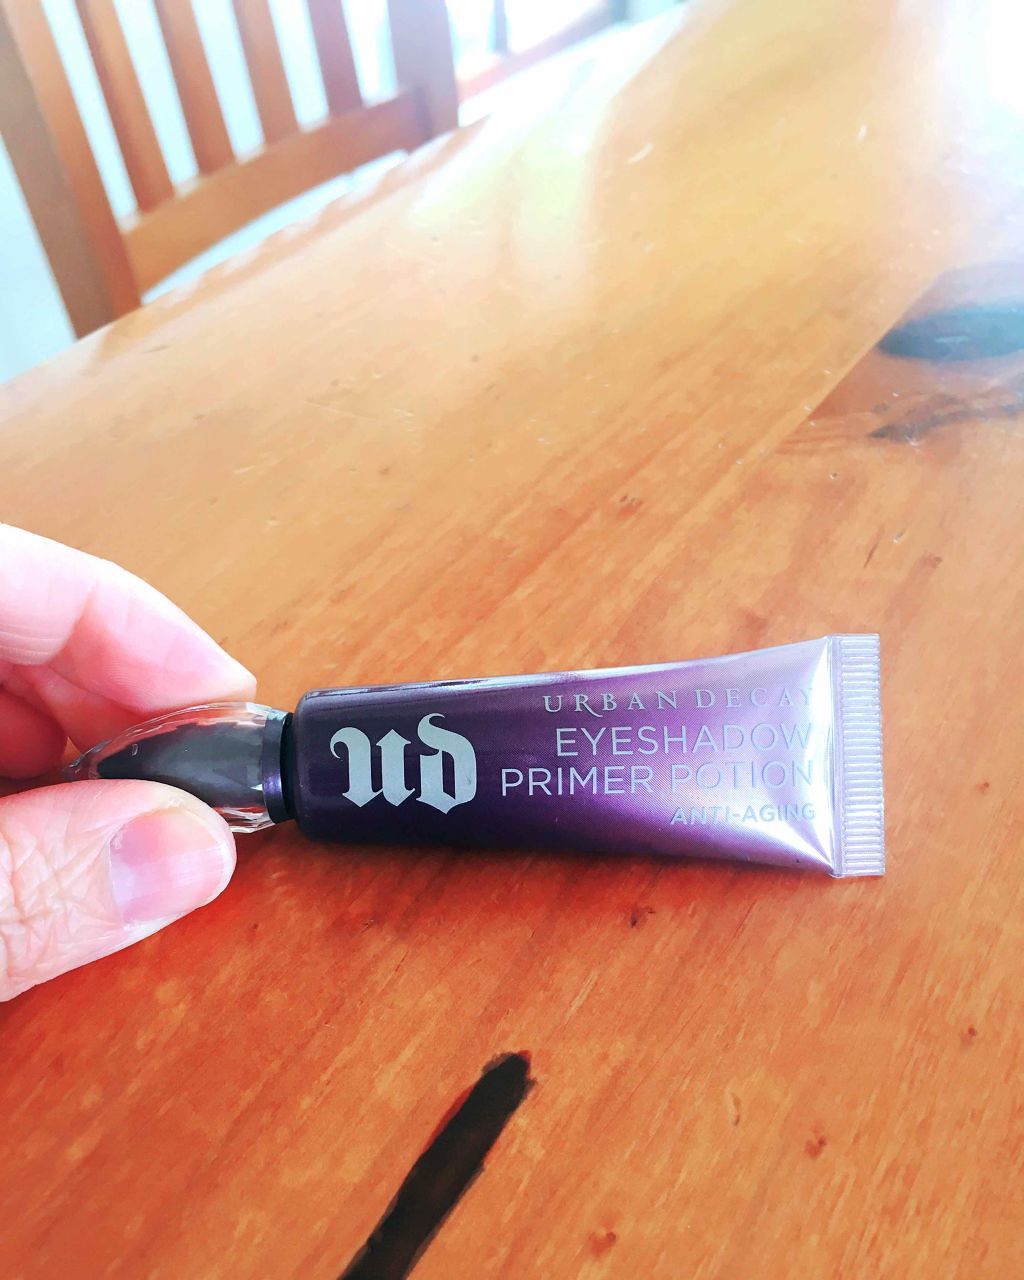 ud
URBAN DECAY
EYESHADOW
PRIMER POTION
ANTI-AGING